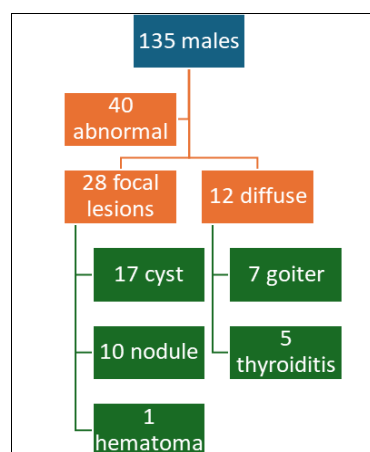 135 males
40
abnormal
28 focal
lesions
12 diffuse
17 cyst
7 goiter
10 nodule
5
thyroiditis
1
hematoma